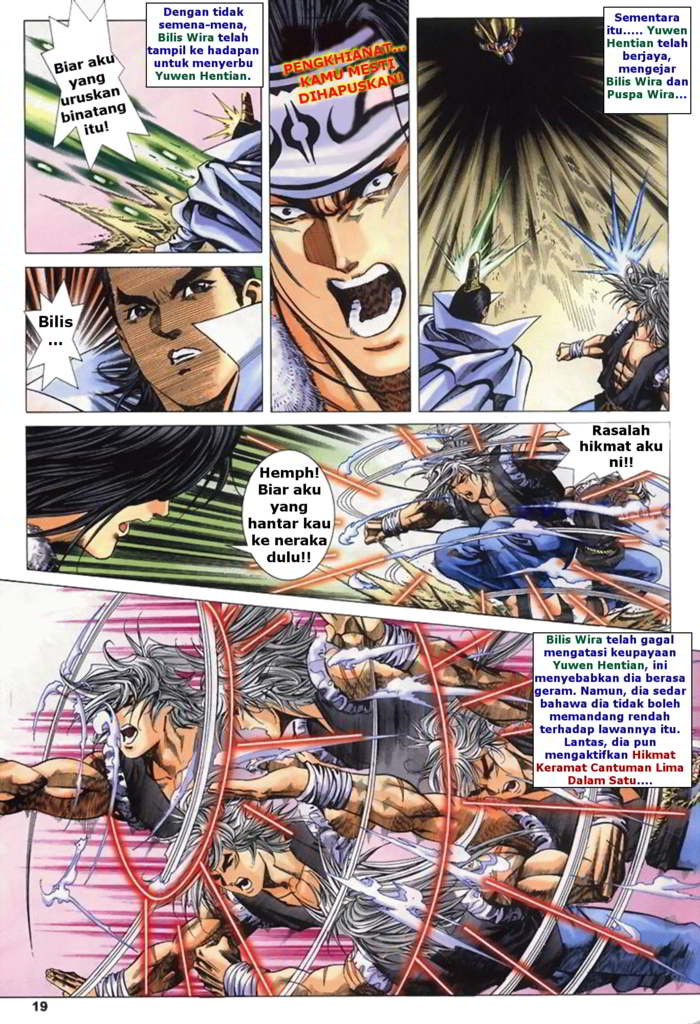 Biar aku
yang
uruskan
binatang
itu!
Dengan tidak
semena-mena,
Bilis Wira telah
tampil ke hadapan
untuk menyerbu
Yuwen Hentian.
PENGKHIANAT...
KAMU MESTI
DIHAPUSKAN!
Sementara
itu..... Yuwen
Hentian telah
berjaya,
mengejar
Bilis Wira dan
Puspa Wira...
Bilis
...
Hemph!
Biar aku
yang
hantar kau
ke neraka
dulu!!
Rasalah
hikmat aku
ni!!
Bilis Wira telah gagal
mengatasi keupayaan
Yuwen Hentian, ini
menyebabkan dia berasa
geram. Namun, dia sedar
bahawa dia tidak boleh
memandang rendah
terhadap lawannya itu.
Lantas, dia pun
mengaktifkan Hikmat
Keramat Cantuman Lima
Dalam Satu....
19